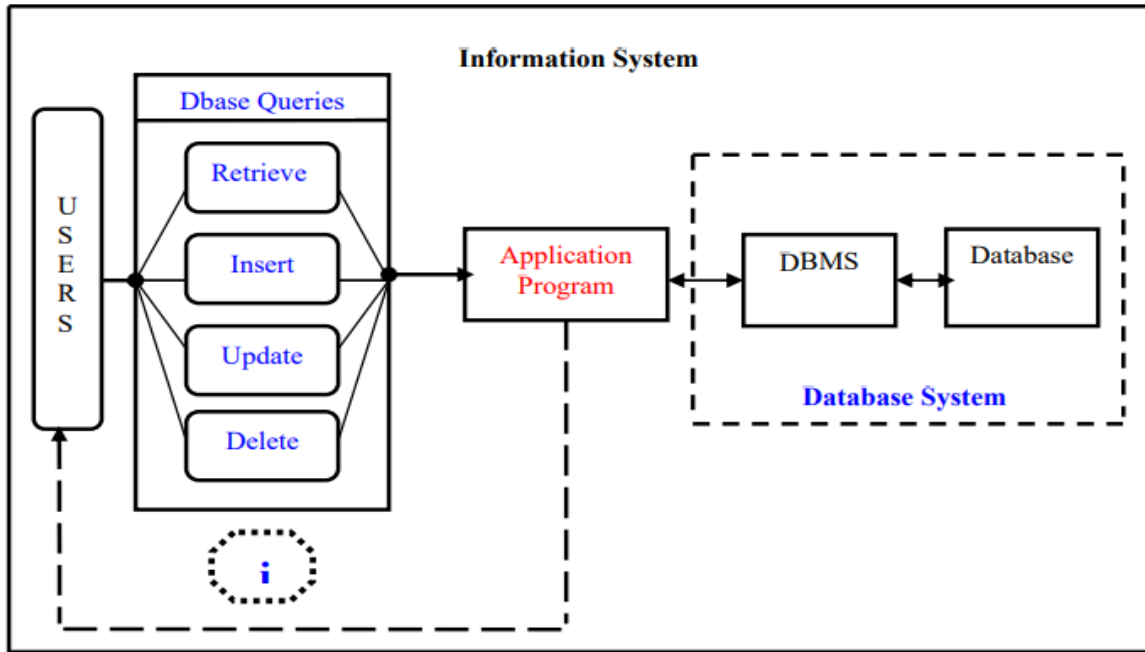 Information System
Dbase Queries
Retrieve
Insert
Update
Delete
U
S
E
R
S
Application
Program
DBMS
Database
Database System
i